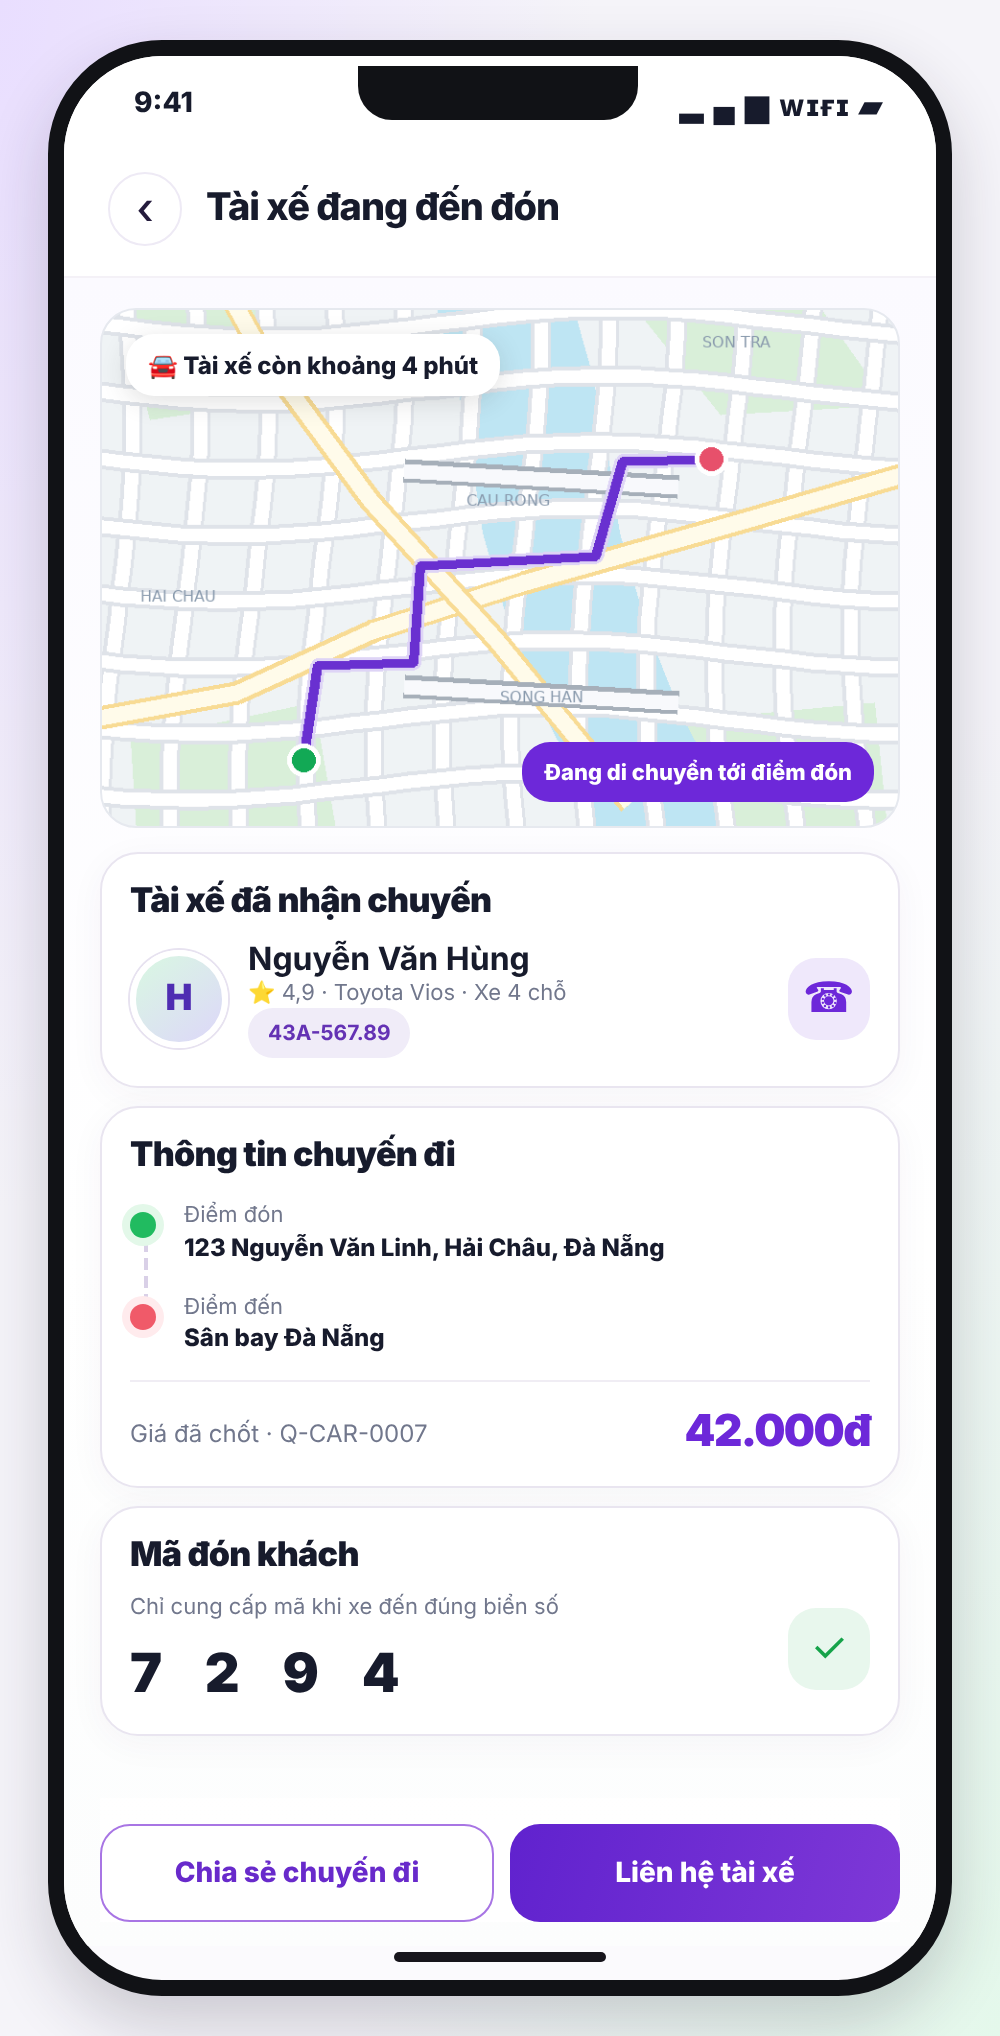 9:41
WIFI
Tài xế đang đến đón
🚘 Tài xế còn khoảng 4 phút
SON TRA
CAU RONG
HAI CHAU
SONG HAN
Đang di chuyển tới điểm đón
Tài xế đã nhận chuyến
H
Nguyễn Văn Hùng
⭐ 4,9 · Toyota Vios · Xe 4 chỗ
43A-567.89
Thông tin chuyến đi
Điểm đón
123 Nguyễn Văn Linh, Hải Châu, Đà Nẵng
Điểm đến
Sân bay Đà Nẵng
Giá đã chốt · Q-CAR-0007
42.000đ
Mã đón khách
Chỉ cung cấp mã khi xe đến đúng biển số
7 2 9 4
Chia sẻ chuyến đi
Liên hệ tài xế